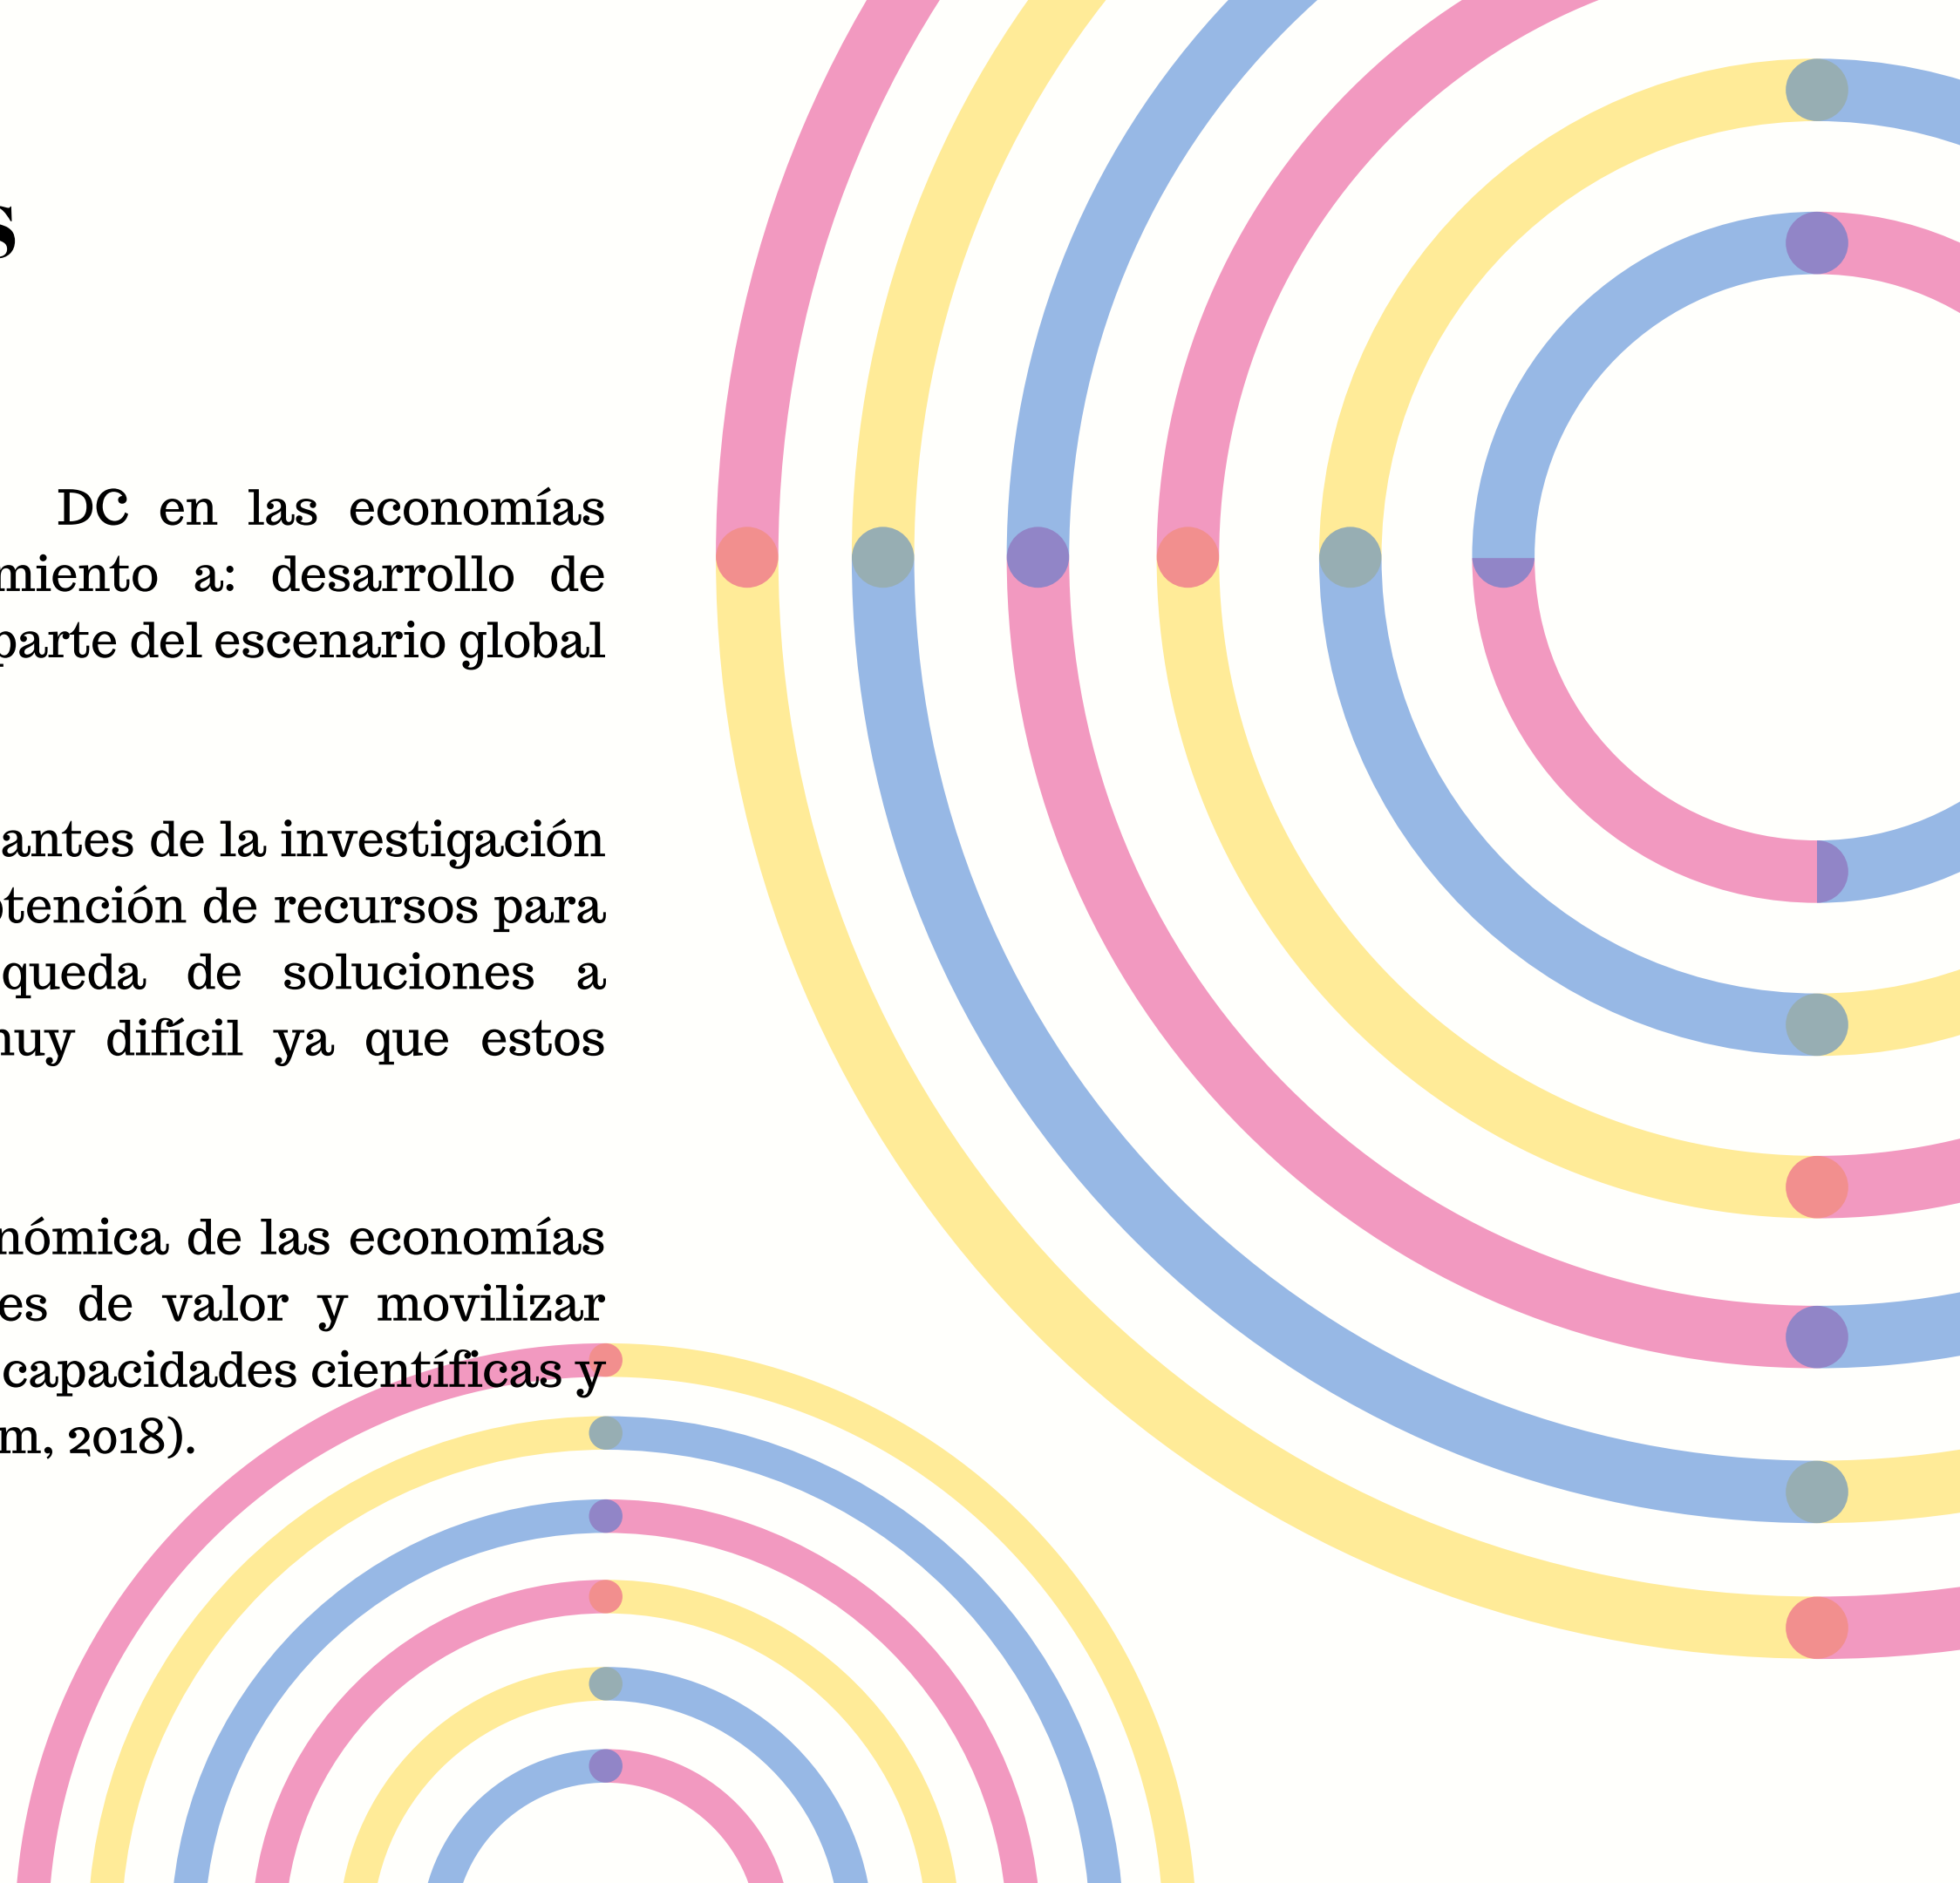 s
DC en las economías
miento a: desarrollo de
parte del escenario global
antes de la investigación
tención de recursos para
queda de soluciones a
muy difícil ya que estos
nómica de las economías
es de valor y movilizar
capacidades científicas y
m, 2018).